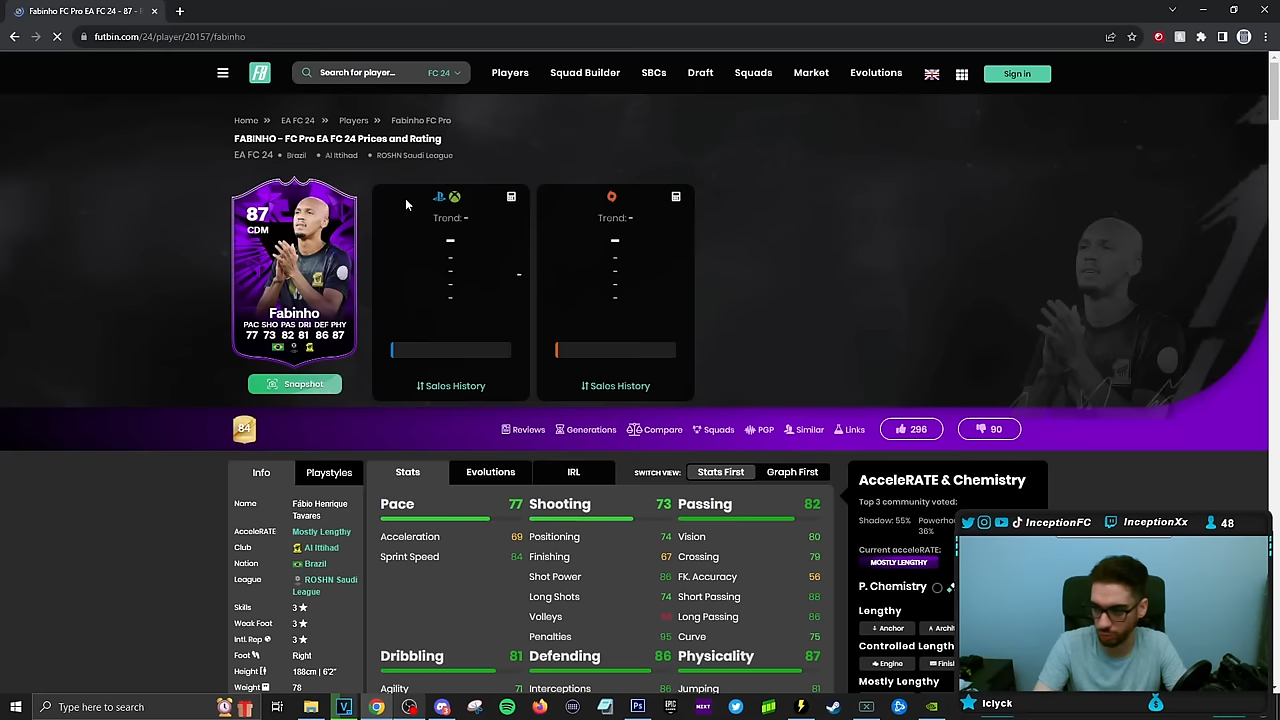 Fabinho FC Pro EA FC 24 - 87 -
futbin.com/24/player/20157/fabinho
Search for player... FC 24
Players Squad Builder SBCs Draft Squads Market Evolutions Sign in
Home >> EA FC 24 >> Players >> Fabinho FC Pro
FABINHO - FC Pro EA FC 24 Prices and Rating
EA FC 24 • Brazil • Al Ittihad • ROSHN Saudi League
87
CDM
Fabinho
PAC SHO PAS DRI DEF PHY
77 73 82 81 86 87
Trend: -
Sales History
Trend: -
Sales History
Snapshot
84
Reviews Generations Compare Squads PGP Similar Links 296 90
Info Playstyles
Name Fábio Henrique
Tavares
AcceleRATE Mostly Lengthy
Club Al Ittihad
Nation Brazil
League ROSHN Saudi
League
Skills 3★
Weak Foot 3★
Intl. Rep 3★
Foot Right
Height 188cm | 6'2"
Weight 78
Stats Evolutions IRL SWITCH VIEW: Stats First Graph First
Pace 77
Acceleration 69
Sprint Speed 84
Shooting 73
Positioning 74
Finishing 67
Shot Power 86
Long Shots 74
Volleys
Penalties 95
Passing 82
Vision 80
Crossing 79
FK. Accuracy 56
Short Passing 88
Long Passing 86
Curve 75
Dribbling 81
Agility 71
Defending 86
Interceptions 86
Physicality 87
Jumping 81
AcceleRATE & Chemistry
Top 3 community voted:
Shadow: 55% Powerhou
36%
Current acceleRATE:
MOSTLY LENGTHY
P. Chemistry
Lengthy
Anchor Archi
Controlled Length
Engine Finis
Mostly Lengthy
InceptionFC InceptionXx 48
Iclyck
Type here to search
NEXT